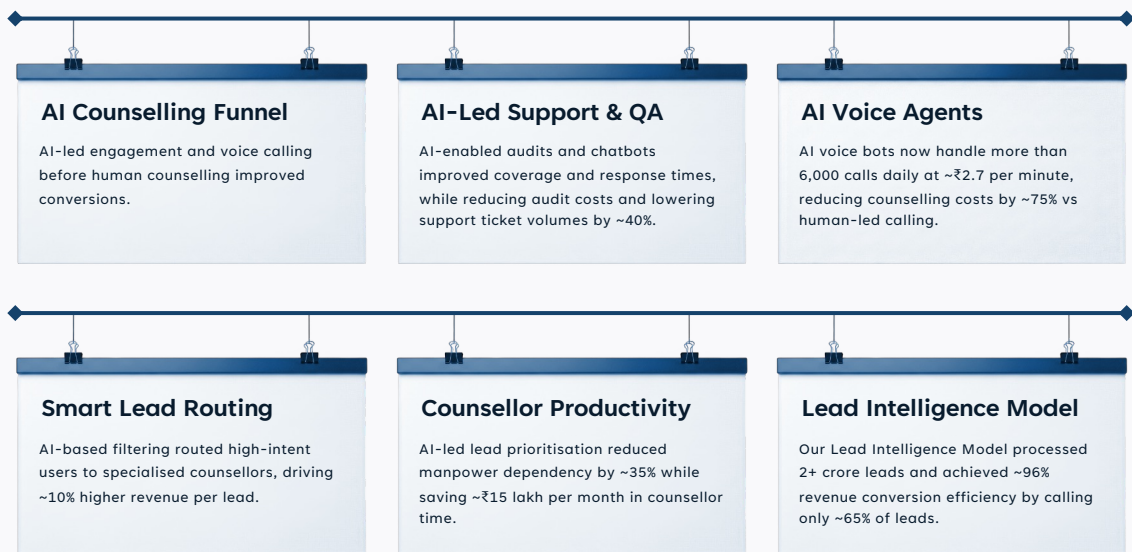 AI Counselling Funnel
AI-led engagement and voice calling
before human counselling improved
conversions.
AI-Led Support & QA
AI-enabled audits and chatbots
improved coverage and response times,
while reducing audit costs and lowering
support ticket volumes by ~40%.
AI Voice Agents
AI voice bots now handle more than
6,000 calls daily at ~₹2.7 per minute,
reducing counselling costs by ~75% vs
human-led calling.
Smart Lead Routing
AI-based filtering routed high-intent
users to specialised counsellors, driving
~10% higher revenue per lead.
Counsellor Productivity
AI-led lead prioritisation reduced
manpower dependency by ~35% while
saving ~₹15 lakh per month in counsellor
time.
Lead Intelligence Model
Our Lead Intelligence Model processed
2+ crore leads and achieved ~96%
revenue conversion efficiency by calling
only ~65% of leads.